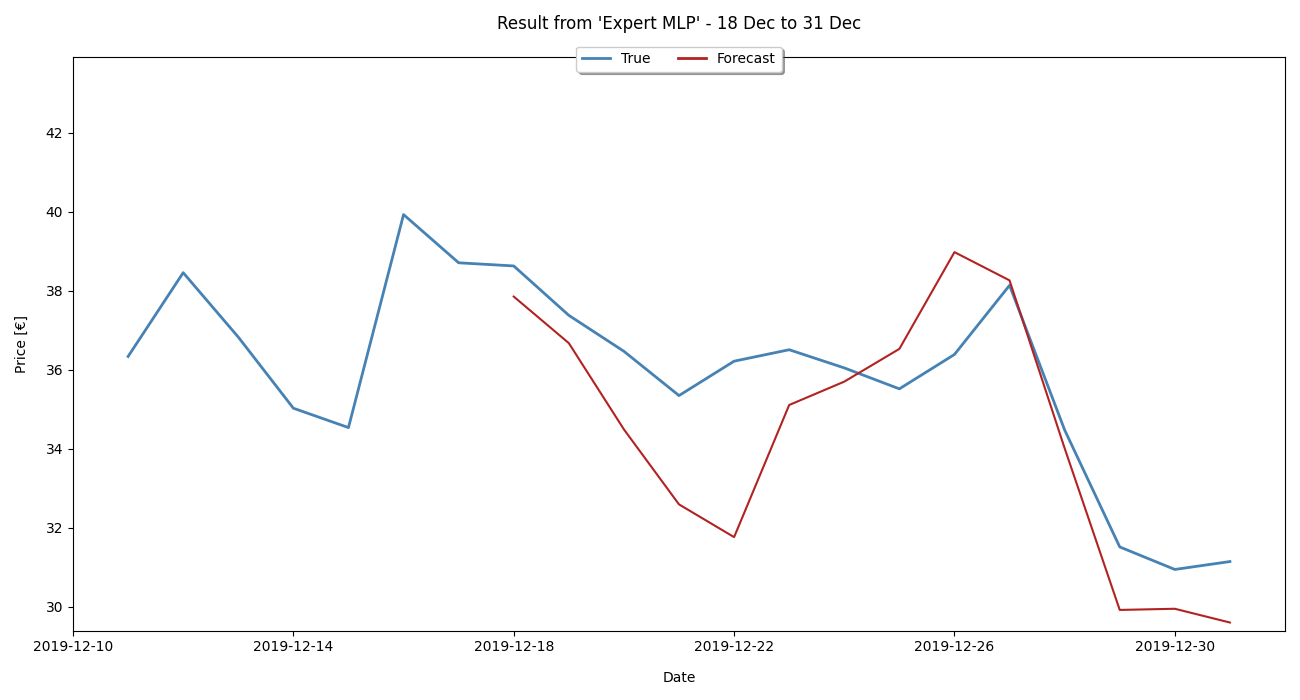 Result from 'Expert MLP' - 18 Dec to 31 Dec
True Forecast
42
40
38
36
34
32
30
Price [€]
2019-12-10 2019-12-14 2019-12-18 2019-12-22 2019-12-26 2019-12-30
Date